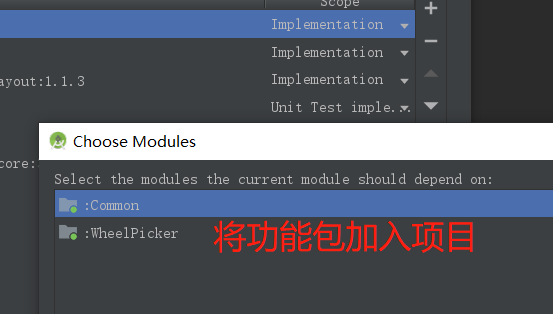 Scope
Implementation
Implementation
ayout:1.1.3 Implementation
Unit Test imple...
Choose Modules
core:
Select the modules the current module should depend on:
:Common
:WheelPicker
将功能包加入项目